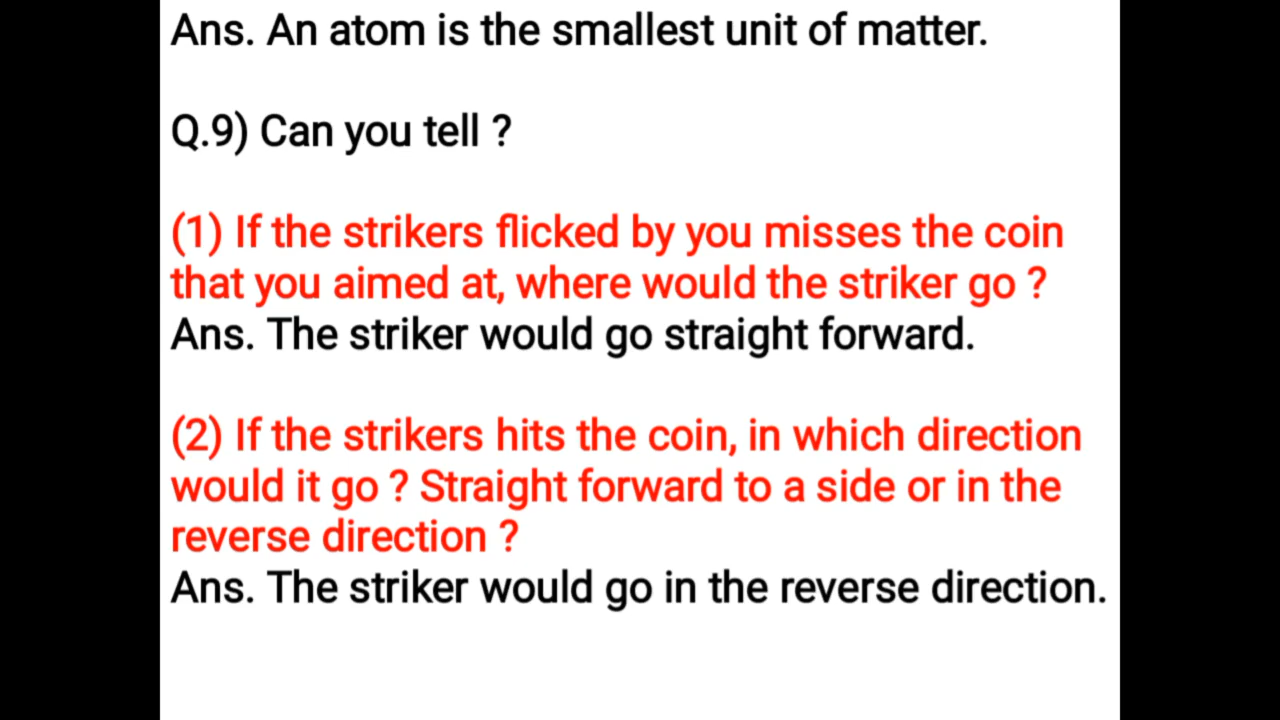 Ans. An atom is the smallest unit of matter.
Q.9) Can you tell ?
(1) If the strikers flicked by you misses the coin
that you aimed at, where would the striker go ?
Ans. The striker would go straight forward.
(2) If the strikers hits the coin, in which direction
would it go ? Straight forward to a side or in the
reverse direction ?
Ans. The striker would go in the reverse direction.